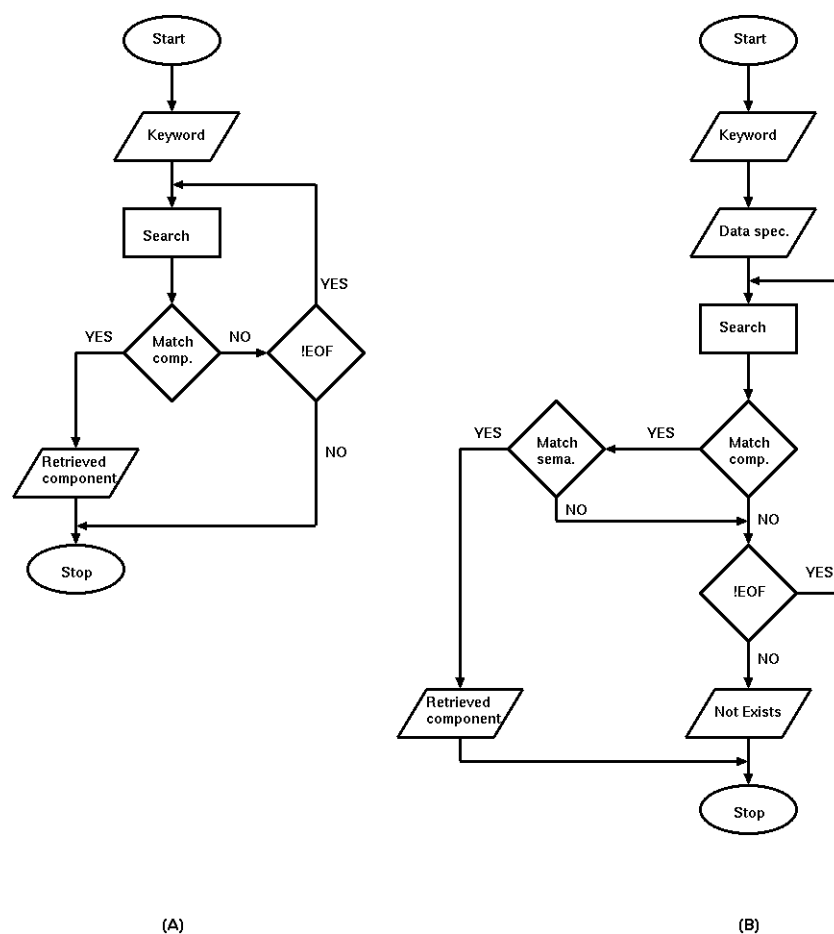 Start
Keyword
Search
YES
YES
Match
comp.
NO
!EOF
Retrieved
component
NO
Stop
(A)
Start
Keyword
Data spec.
Search
YES
Match
sema.
YES
Match
comp.
NO
NO
!EOF
YES
NO
Retrieved
component
Not Exists
Stop
(B)